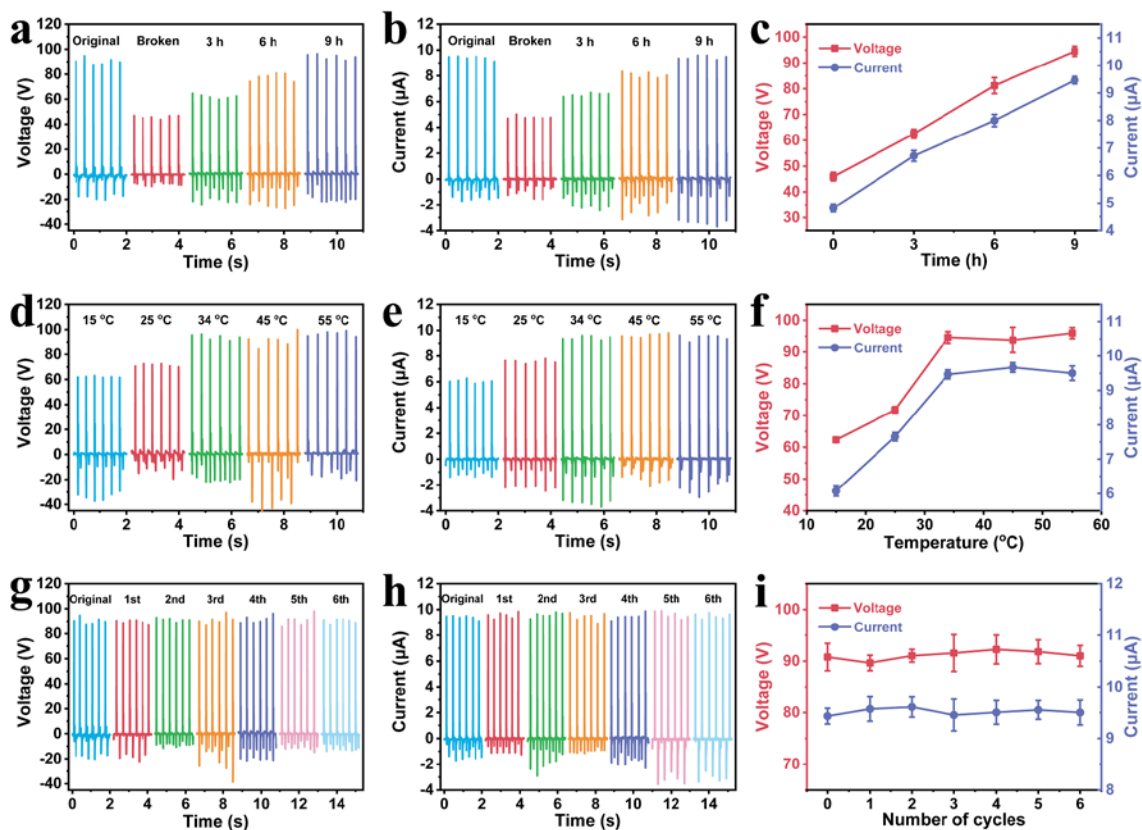 a
Original Broken 3 h 6 h 9 h
120
100
80
60
40
20
0
-20
-40
Voltage (V)
0 2 4 6 8 10
Time (s)
b
Original Broken 3 h 6 h 9 h
12
10
8
6
4
2
0
-2
-4
Current (μA)
0 2 4 6 8 10
Time (s)
c
Voltage
Current
100
90
80
70
60
50
40
30
Voltage (V)
11
10
9
8
7
6
5
4
Current (μA)
0 3 6 9
Time (h)
d
15 °C 25 °C 34 °C 45 °C 55 °C
120
100
80
60
40
20
0
-20
-40
Voltage (V)
0 2 4 6 8 10
Time (s)
e
15 °C 25 °C 34 °C 45 °C 55 °C
12
10
8
6
4
2
0
-2
-4
Current (μA)
0 2 4 6 8 10
Time (s)
f
Voltage
Current
100
90
80
70
60
50
40
Voltage (V)
11
10
9
8
7
6
Current (μA)
10 20 30 40 50 60
Temperature (°C)
g
Original 1st 2nd 3rd 4th 5th 6th
120
100
80
60
40
20
0
-20
-40
Voltage (V)
0 2 4 6 8 10 12 14
Time (s)
h
Original 1st 2nd 3rd 4th 5th 6th
12
10
8
6
4
2
0
-2
-4
Current (μA)
0 2 4 6 8 10 12 14
Time (s)
i
Voltage
Current
100
90
80
70
Voltage (V)
12
11
10
9
8
Current (μA)
0 1 2 3 4 5 6
Number of cycles